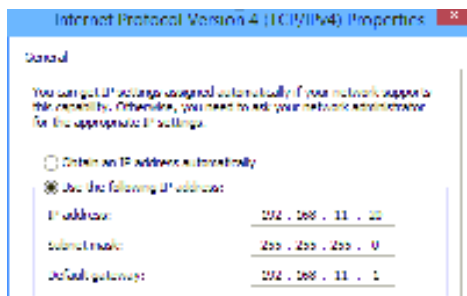 Internet Protocol Version 4 (TCP/IPv4) Properties
General
You can get IP settings assigned automatically if your network supports
this capability. Otherwise, you need to ask your network administrator
for the appropriate IP settings.
Obtain an IP address automatically
Use the following IP address:
IP address: 192 . 168 . 11 .
Subnet mask: 255 . 255 . 255 . 0
Default gateway: 192 . 168 . 11 . 1